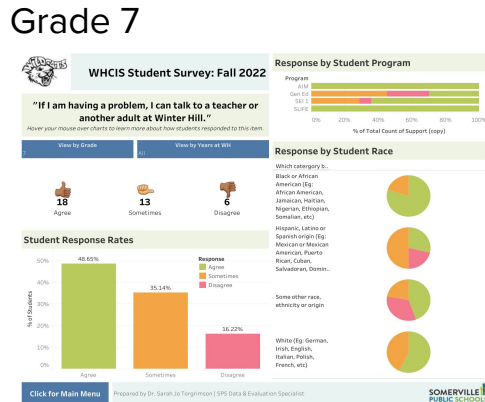 Grade 7
WILDCATS
WHCIS Student Survey: Fall 2022
"If I am having a problem, I can talk to a teacher or
another adult at Winter Hill."
Hover your mouse over charts to learn more about how students responded to this item.
View by Grade
7
View by Years at WH
All
18
Agree
13
Sometimes
6
Disagree
Student Response Rates
% of Students
50%
40%
30%
20%
10%
0%
48.65%
35.14%
16.22%
Response
Agree
Sometimes
Disagree
Agree
Sometimes
Disagree
Response by Student Program
Program
AIM
Gen Ed
SEI 1
SLIFE
0%
20%
40%
60%
80%
100%
% of Total Count of Support (copy)
Response by Student Race
Which catergory b..
Black or African
American (Eg:
African American,
Jamaican, Haitian,
Nigerian, Ethiopian,
Somalian, etc)
Hispanic, Latino or
Spanish origin (Eg:
Mexican or Mexican
American, Puerto
Rican, Cuban,
Salvadoran, Domin..
Some other race,
ethnicity or origin
White (Eg: German,
Irish, English,
Italian, Polish,
French, etc)
Click for Main Menu
Prepared by Dr. Sarah Jo Torgrimson | SPS Data & Evaluation Specialist
SOMERVILLE
PUBLIC SCHOOLS